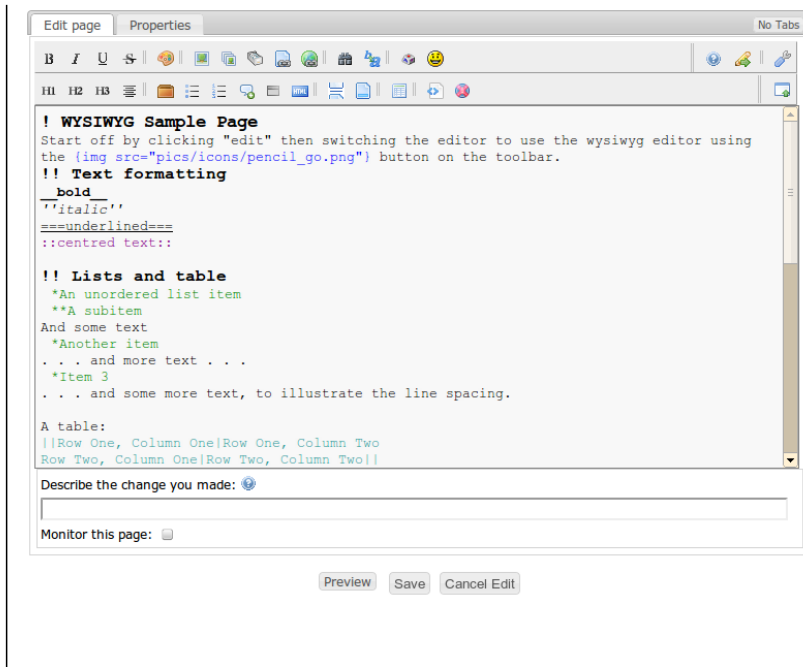 Edit page Properties No Tabs
B I U S
H1 H2 H3 HTML
! WYSIWYG Sample Page
Start off by clicking "edit" then switching the editor to use the wysiwyg editor using
the {img src="pics/icons/pencil_go.png"} button on the toolbar.
!! Text formatting
__bold__
''italic''
===underlined===
::centred text::
!! Lists and table
*An unordered list item
**A subitem
And some text
*Another item
. . . and more text . . .
*Item 3
. . . and some more text, to illustrate the line spacing.
A table:
||Row One, Column One|Row One, Column Two
Row Two, Column One|Row Two, Column Two||
Describe the change you made:
Monitor this page:
Preview Save Cancel Edit